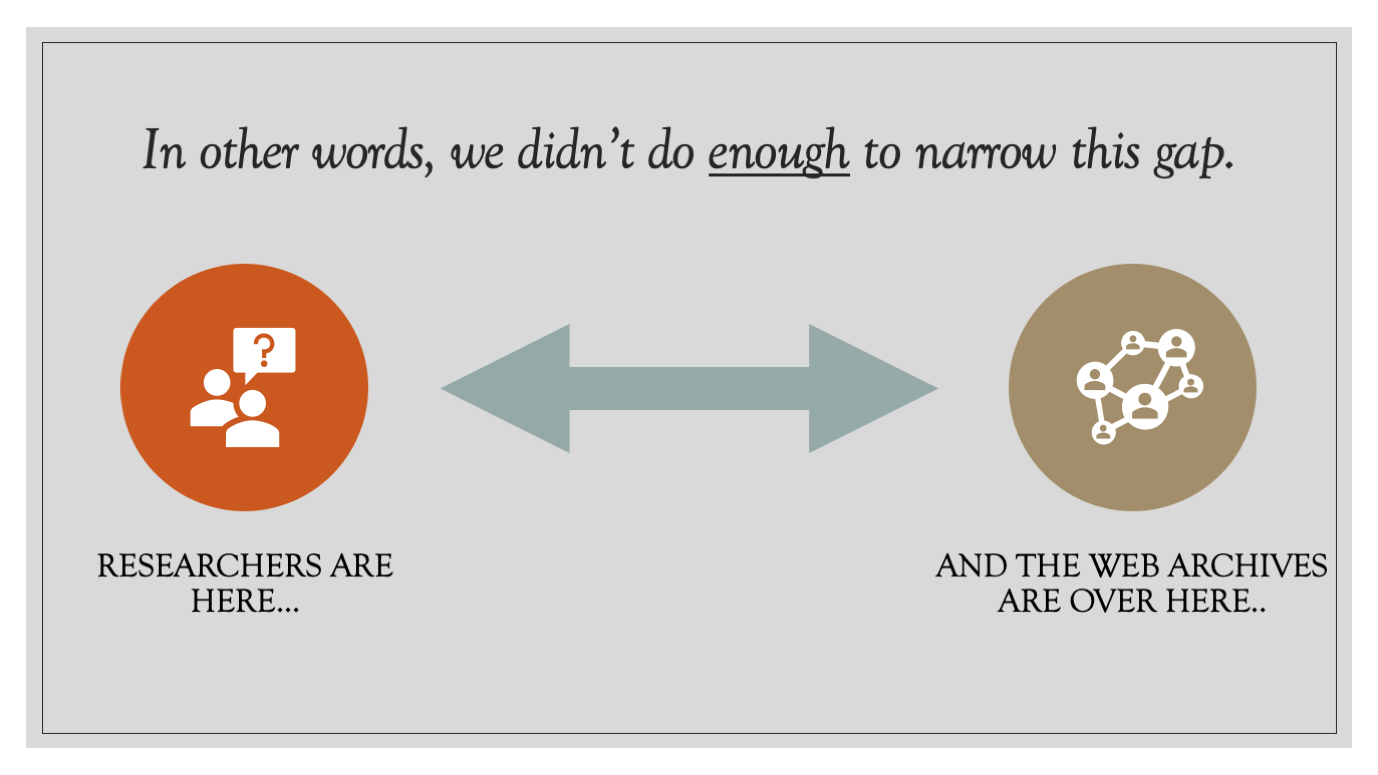 In other words, we didn’t do enough to narrow this gap.
?
RESEARCHERS ARE
HERE...
AND THE WEB ARCHIVES
ARE OVER HERE..